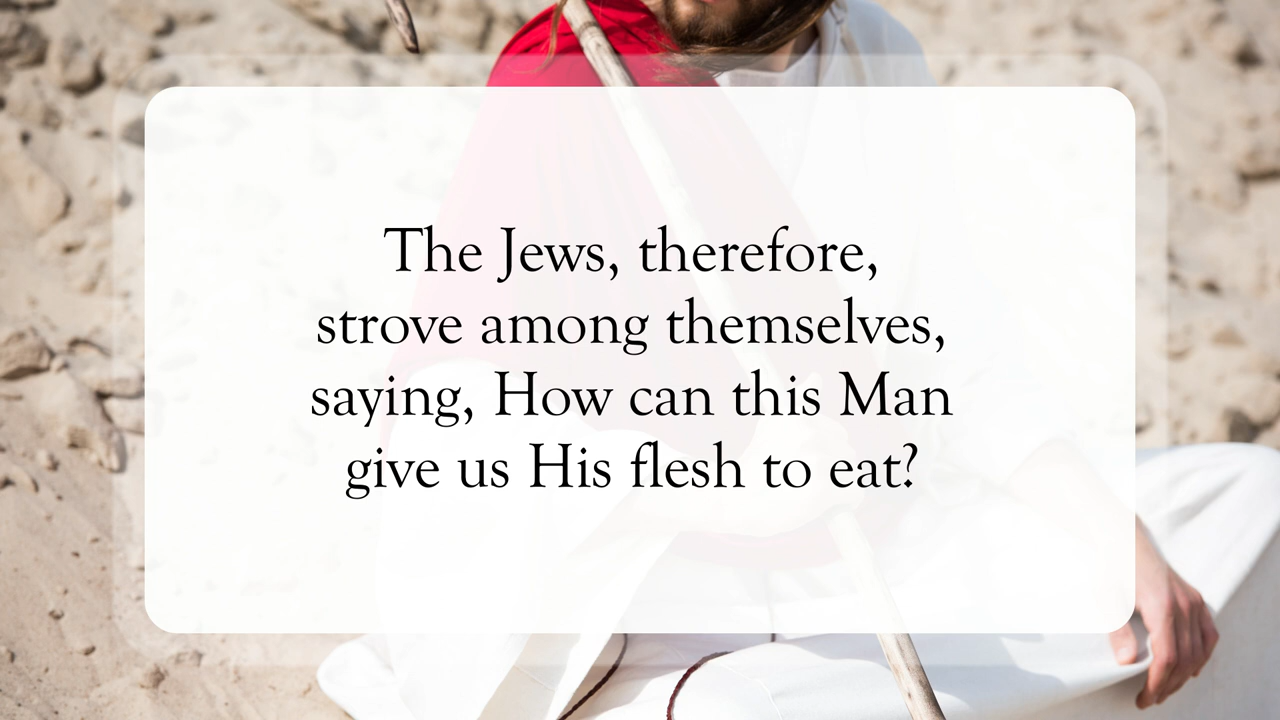 The Jews, therefore,
strove among themselves,
saying, How can this Man
give us His flesh to eat?